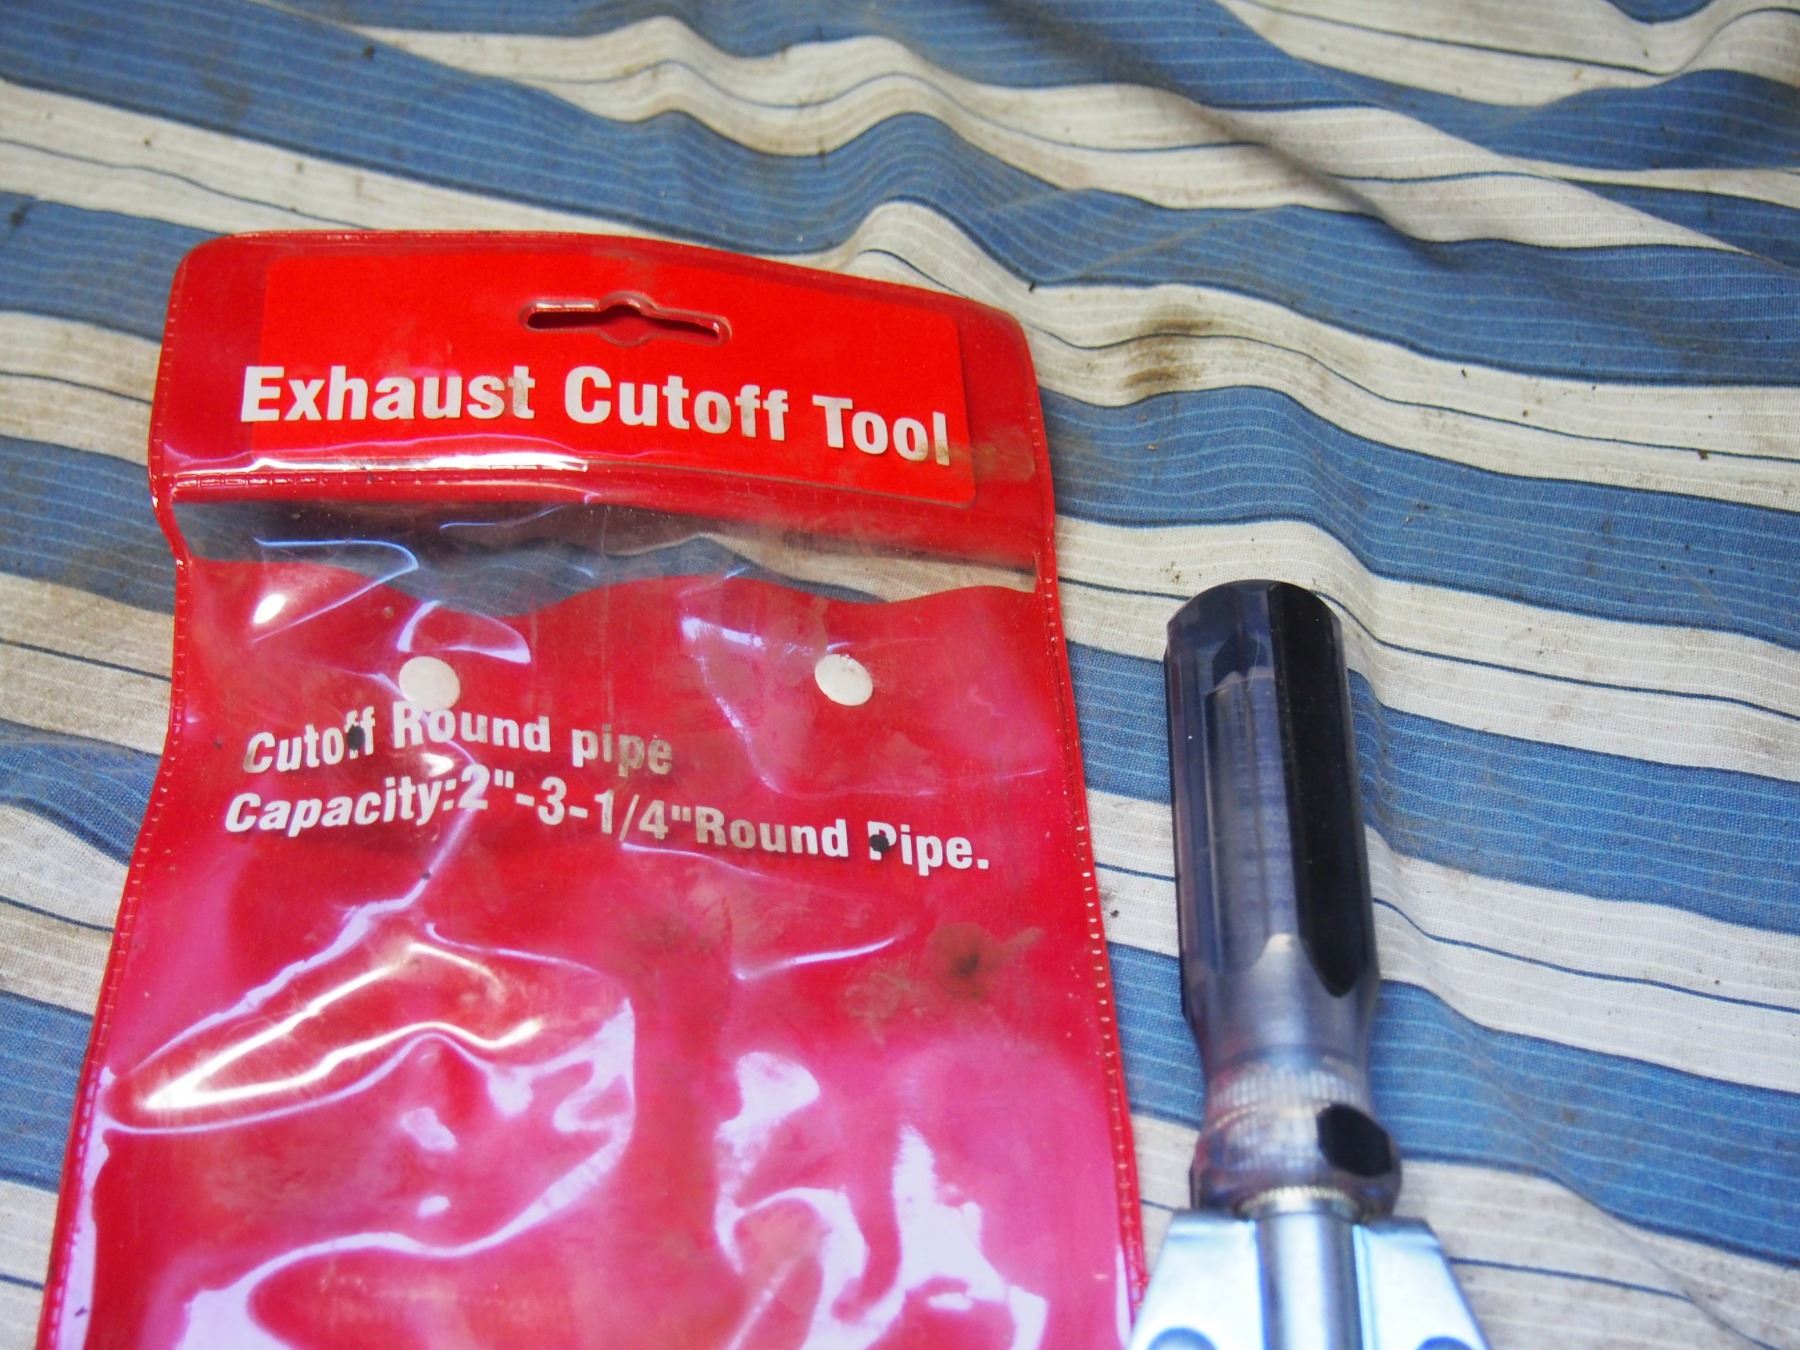 Exhaust Cutoff Tool
Cutoff Round pipe
Capacity:2"-3-1/4"Round Pipe.